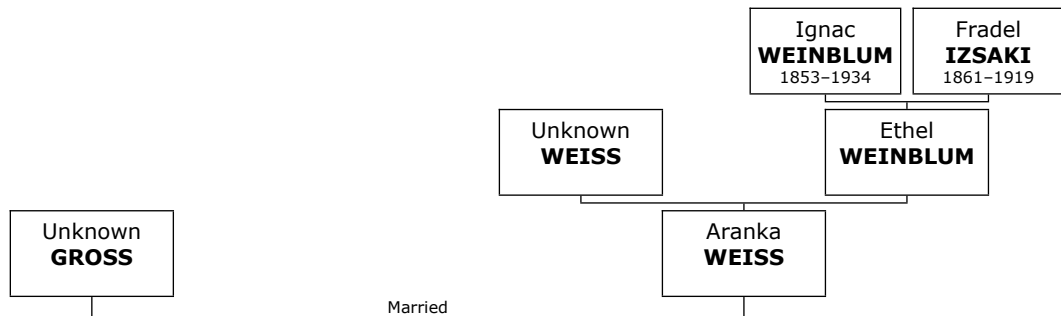 Ignac
WEINBLUM
1853–1934
Fradel
IZSAKI
1861–1919
Unknown
WEISS
Ethel
WEINBLUM
Unknown
GROSS
Aranka
WEISS
Married